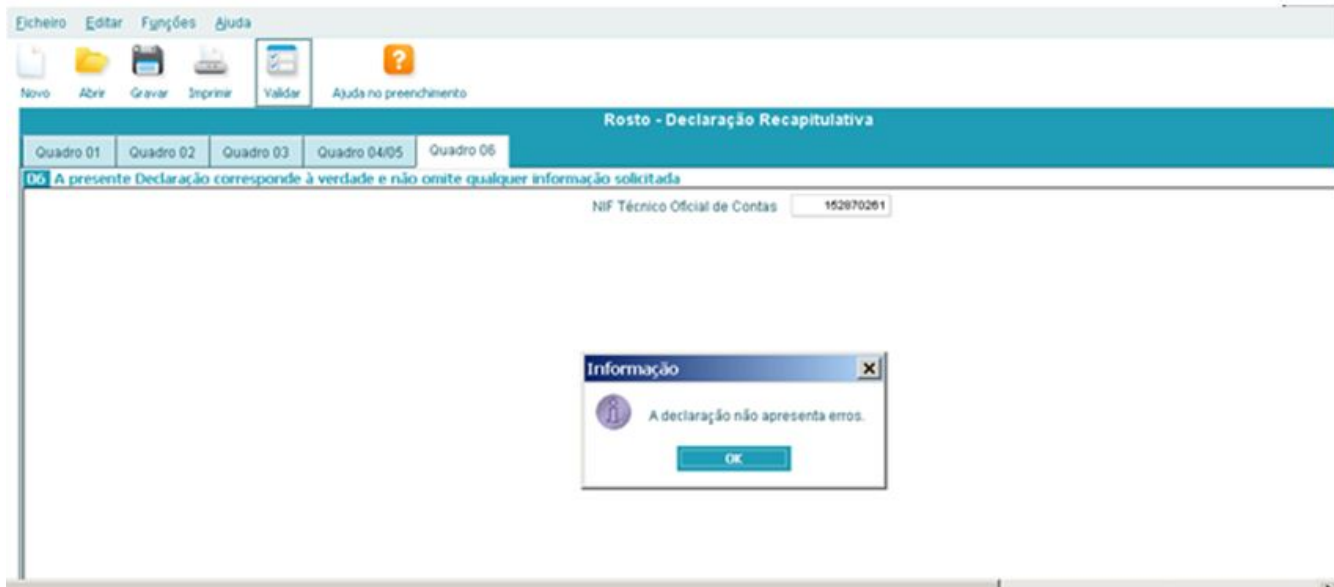 Ficheiro Editar Funções Ajuda
Novo Abrir Gravar Imprimir Validar Ajuda no preenchimento
Rosto - Declaração Recapitulativa
Quadro 01 Quadro 02 Quadro 03 Quadro 04/05 Quadro 06
06 A presente Declaração corresponde à verdade e não omite qualquer informação solicitada
NIF Técnico Oficial de Contas 152870261
Informação
A declaração não apresenta erros.
OK